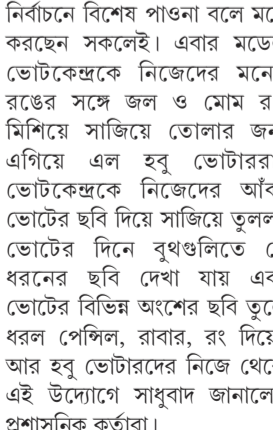 নির্বাচনে বিশেষ পাওনা বলে
করছেন সকলেই। এবার
ভোটকেন্দ্রকে নিজেদের
রঙের সঙ্গে জল ও মোম
মিশিয়ে সাজিয়ে তোলার
এগিয়ে এল হবু
ভোটকেন্দ্রকে নিজেদের
ভোটের ছবি দিয়ে সাজিয়ে
ভোটের দিনে বুথগুলিতে
ধরনের ছবি দেখা যায়
ভোটের বিভিন্ন অংশের ছবি
ধরল পেন্সিল, রাবার, রং
আর হবু ভোটারদের নিজে
এই উদ্যোগে সাধুবাদ
প্রশাসনিক কর্তারা।